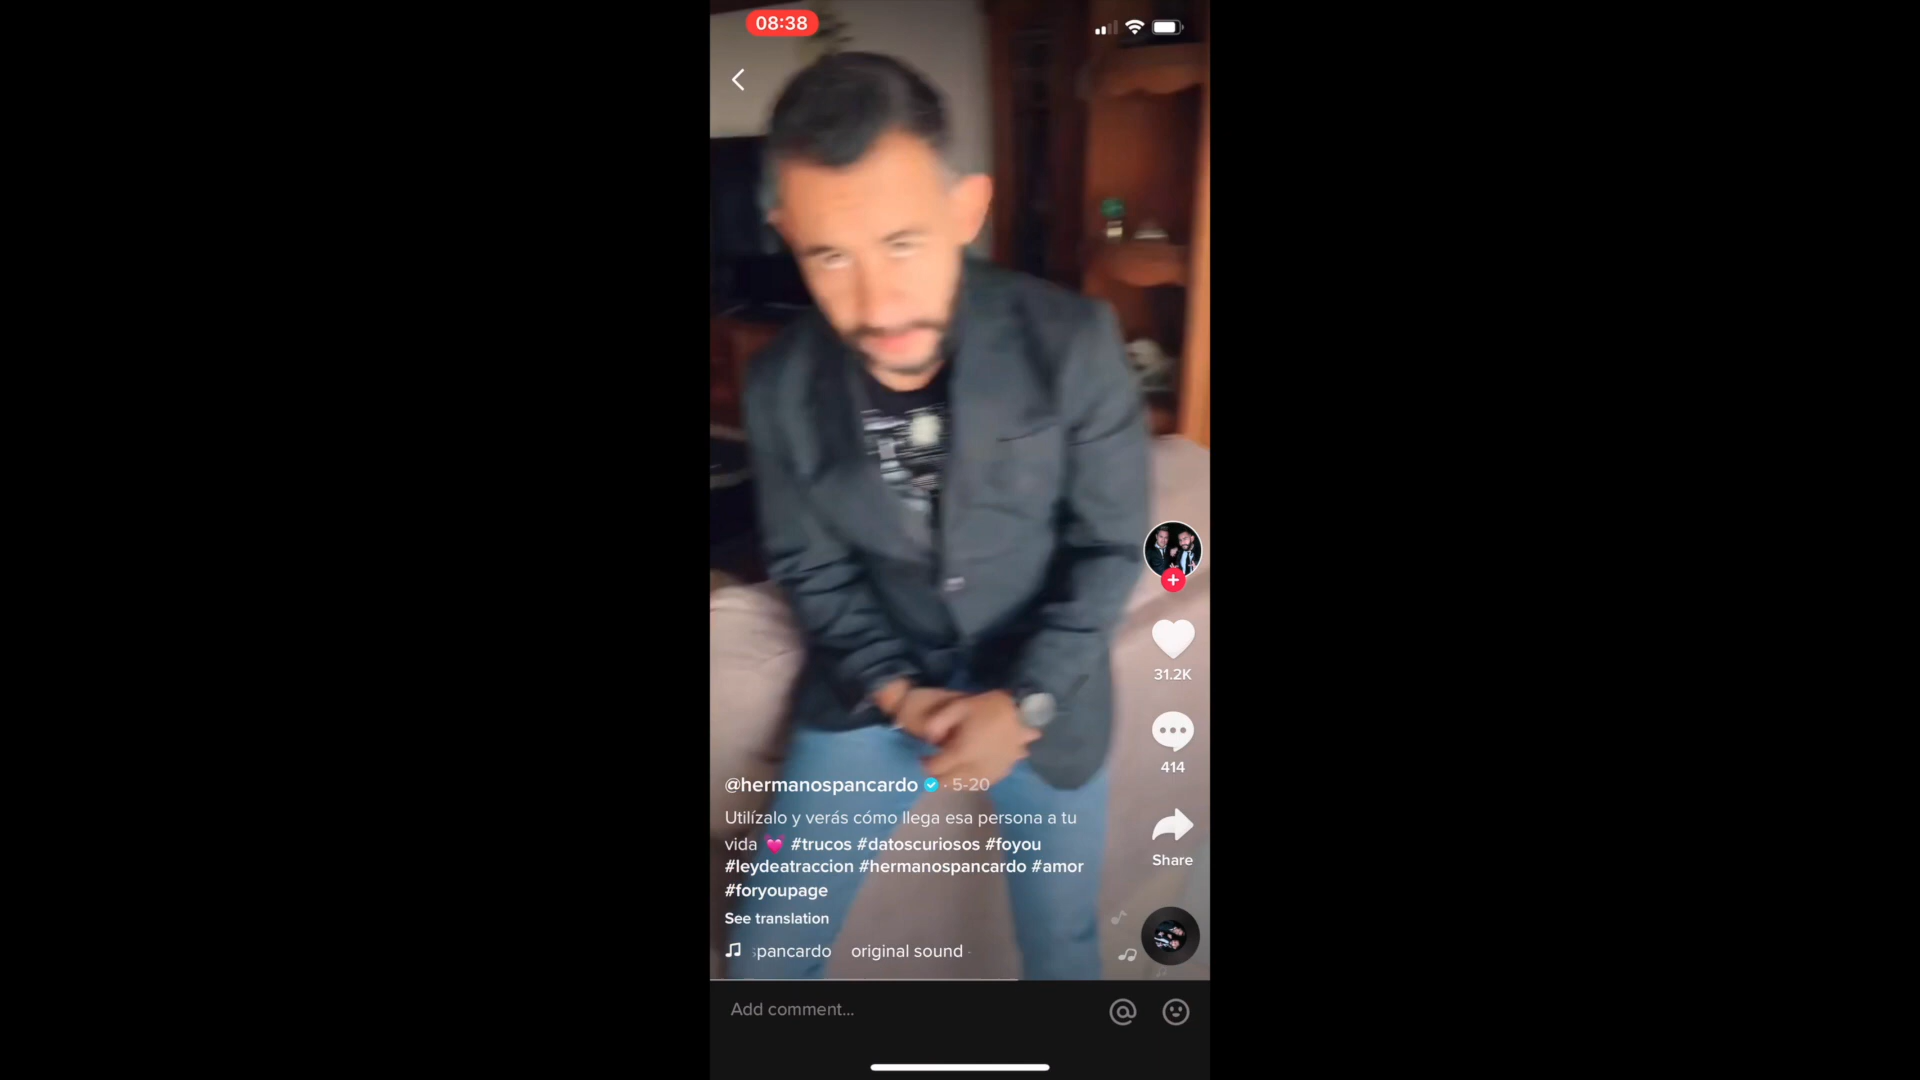 08:38
31.2K
414
@hermanospancardo · 5-20
Utilízalo y verás cómo llega esa persona a tu
vida 💓 #trucos #datoscuriosos #foyou
#leydeatraccion #hermanospancardo #amor
#foryoupage
Share
See translation
spancardo original sound -
Add comment...